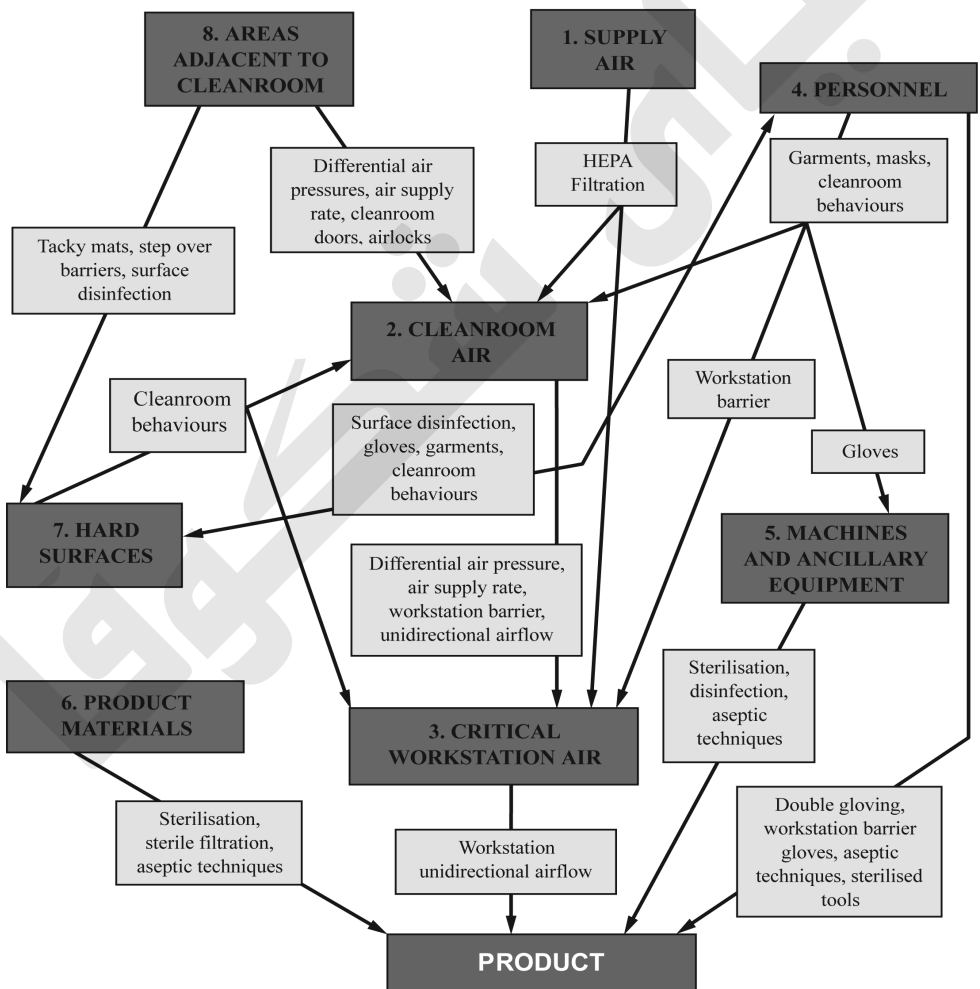 8. AREAS
ADJACENT TO
CLEANROOM
1. SUPPLY
AIR
4. PERSONNEL
Differential air
pressures, air supply
rate, cleanroom
doors, airlocks
HEPA
Filtration
Garments, masks,
cleanroom
behaviours
Tacky mats, step over
barriers, surface
disinfection
2. CLEANROOM
AIR
Cleanroom
behaviours
Surface disinfection,
gloves, garments,
cleanroom
behaviours
Workstation
barrier
Gloves
7. HARD
SURFACES
5. MACHINES
AND ANCILLARY
EQUIPMENT
Differential air pressure,
air supply rate,
workstation barrier,
unidirectional airflow
6. PRODUCT
MATERIALS
3. CRITICAL
WORKSTATION AIR
Sterilisation,
disinfection,
aseptic
techniques
Sterilisation,
sterile filtration,
aseptic techniques
Workstation
unidirectional airflow
Double gloving,
workstation barrier
gloves, aseptic
techniques, sterilised
tools
PRODUCT